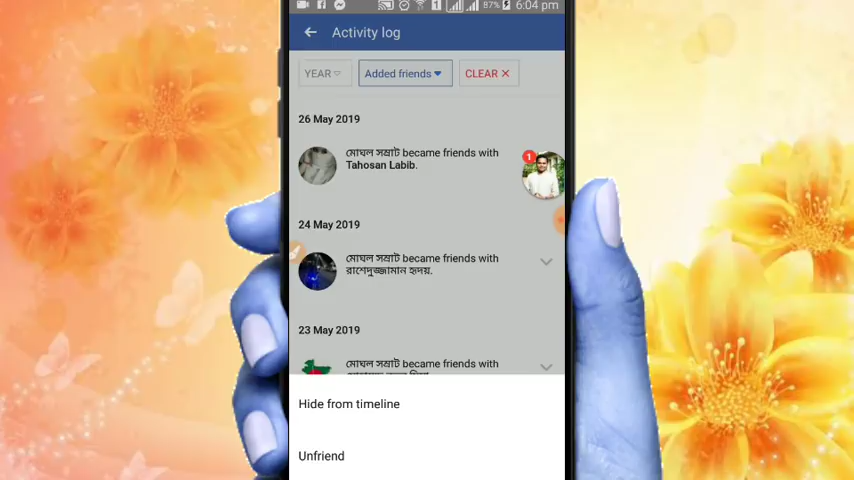 1
87%
6:04 pm
Activity log
YEAR
Added friends
CLEAR X
26 May 2019
মোঘল সম্রাট became friends with
Tahosan Labib.
1
24 May 2019
মোঘল সম্রাট became friends with
রাশেদুজ্জামান হৃদয়.
23 May 2019
মোঘল সম্রাট became friends with
Hide from timeline
Unfriend